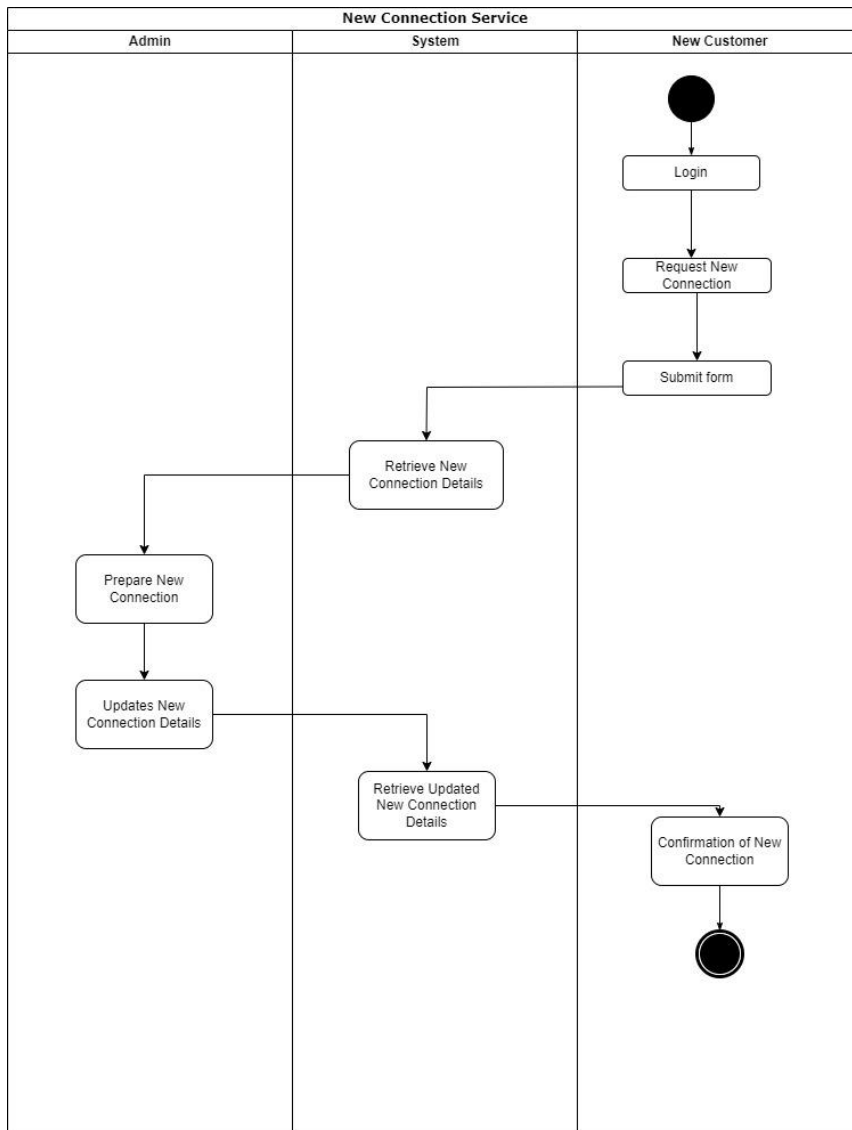 New Connection Service
Admin
System
New Customer
Login
Request New
Connection
Submit form
Retrieve New
Connection Details
Prepare New
Connection
Updates New
Connection Details
Retrieve Updated
New Connection
Details
Confirmation of New
Connection